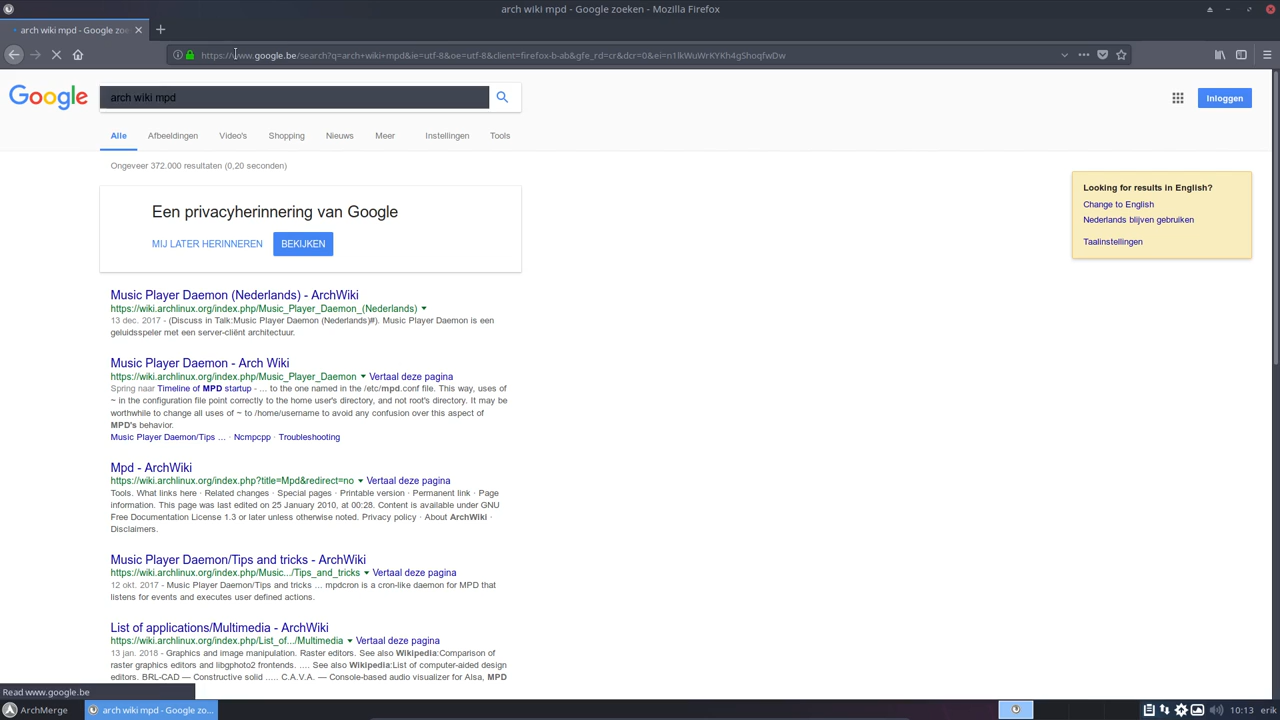 arch wiki mpd - Google zoeken - Mozilla Firefox
arch wiki mpd - Google zoe
https://www.google.be/search?q=arch+wiki+mpd&ie=utf-8&oe=utf-8&client=firefox-b-ab&gfe_rd=cr&dcr=0&ei=n1lkWuWrKYKh4gShoqfwDw
Google
arch wiki mpd
Inloggen
Alle Afbeeldingen Video's Shopping Nieuws Meer Instellingen Tools
Ongeveer 372.000 resultaten (0,20 seconden)
Looking for results in English?
Change to English
Nederlands blijven gebruiken
Taalinstellingen
Een privacyherinnering van Google
MIJ LATER HERINNEREN BEKIJKEN
Music Player Daemon (Nederlands) - ArchWiki
https://wiki.archlinux.org/index.php/Music_Player_Daemon_(Nederlands)
13 dec. 2017 - (Discuss in Talk:Music Player Daemon (Nederlands)#). Music Player Daemon is een
geluidsspeler met een server-cliënt architectuur.
Music Player Daemon - Arch Wiki
https://wiki.archlinux.org/index.php/Music_Player_Daemon Vertaal deze pagina
Spring naar Timeline of MPD startup - ... to the one named in the /etc/mpd.conf file. This way, uses of
~ in the configuration file point correctly to the home user's directory, and not root's directory. It may be
worthwhile to change all uses of ~ to /home/username to avoid any confusion over this aspect of
MPD's behavior.
Music Player Daemon/Tips ... · Ncmpcpp · Troubleshooting
Mpd - ArchWiki
https://wiki.archlinux.org/index.php?title=Mpd&redirect=no Vertaal deze pagina
Tools. What links here · Related changes · Special pages · Printable version · Permanent link · Page
information. This page was last edited on 25 January 2010, at 00:28. Content is available under GNU
Free Documentation License 1.3 or later unless otherwise noted. Privacy policy · About ArchWiki ·
Disclaimers.
Music Player Daemon/Tips and tricks - ArchWiki
https://wiki.archlinux.org/index.php/Music.../Tips_and_tricks Vertaal deze pagina
12 okt. 2017 - Music Player Daemon/Tips and tricks ... mpdcron is a cron-like daemon for MPD that
listens for events and executes user defined actions.
List of applications/Multimedia - ArchWiki
https://wiki.archlinux.org/index.php/List_of.../Multimedia Vertaal deze pagina
13 jan. 2018 - Graphics and image manipulation. Raster editors. See also Wikipedia:Comparison of
raster graphics editors and libgphoto2 frontends. .... See also Wikipedia:List of computer-aided design
editors. BRL-CAD — Constructive solid ..... C.A.V.A. — Console-based audio visualizer for Alsa, MPD
Read www.google.be
ArchMerge arch wiki mpd - Google zo... 10:13 erik